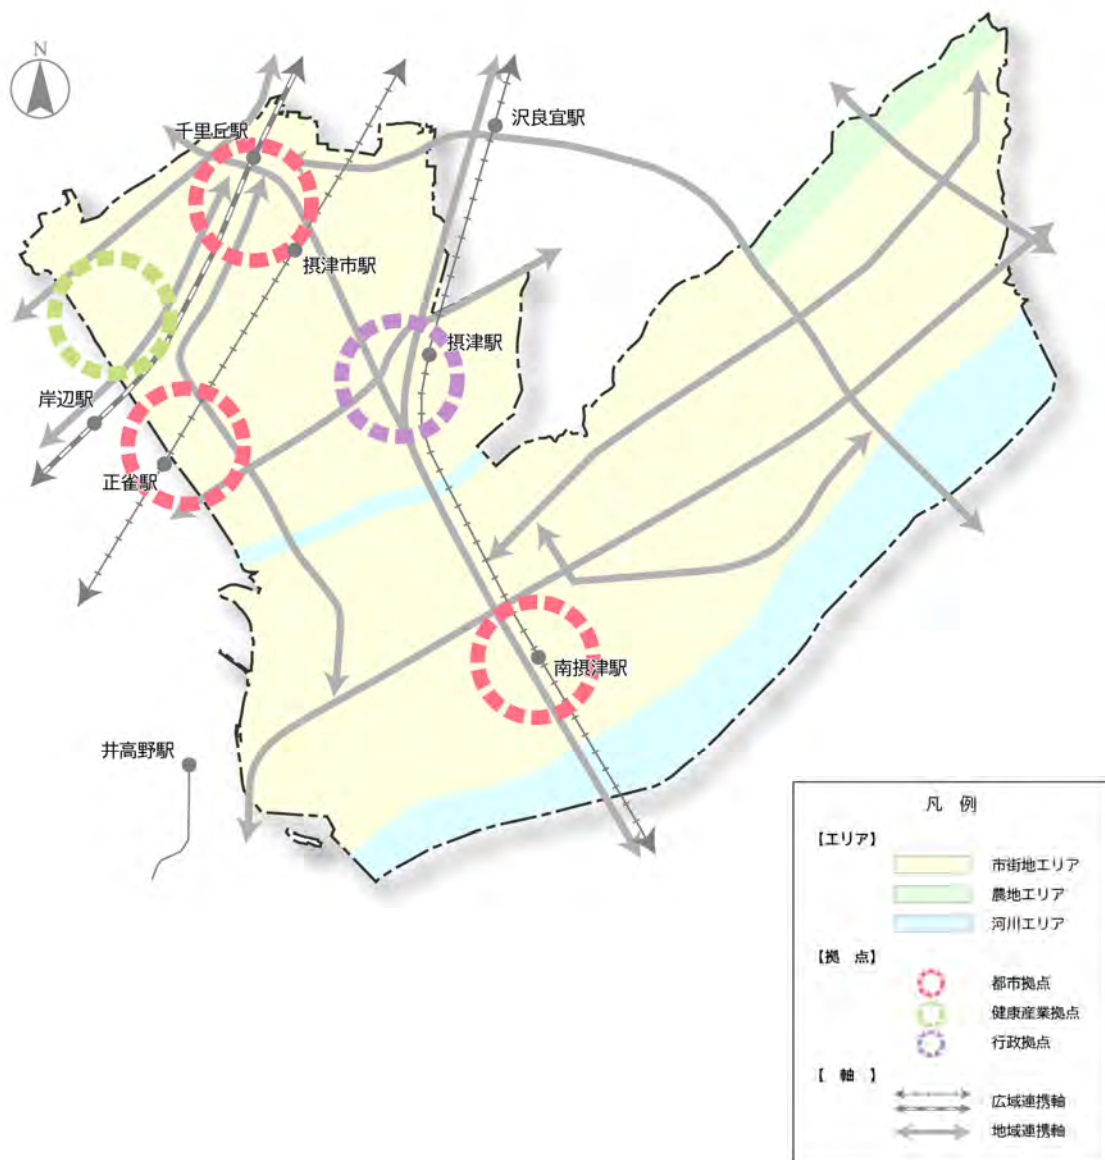 N
沢良宜駅
千里丘駅
摂津市駅
摂津駅
岸辺駅
正雀駅
南摂津駅
井高野駅
凡 例
【エリア】
市街地エリア
農地エリア
河川エリア
【拠 点】
都市拠点
健康産業拠点
行政拠点
【 軸 】
広域連携軸
地域連携軸